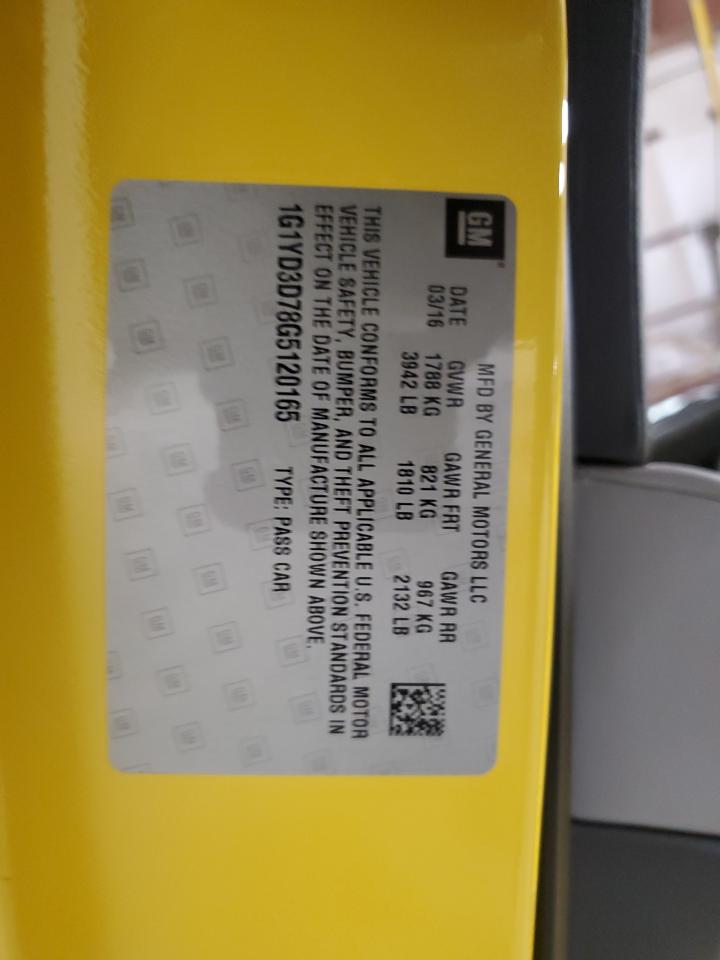 GM
MFD BY GENERAL MOTORS LLC
DATE GVWR GAWR FRT GAWR RR
03/16 1788 KG 821 KG 967 KG
3942 LB 1810 LB 2132 LB
THIS VEHICLE CONFORMS TO ALL APPLICABLE U.S. FEDERAL MOTOR
VEHICLE SAFETY, BUMPER, AND THEFT PREVENTION STANDARDS IN
EFFECT ON THE DATE OF MANUFACTURE SHOWN ABOVE.
1G1YD3D78G5120165 TYPE: PASS CAR